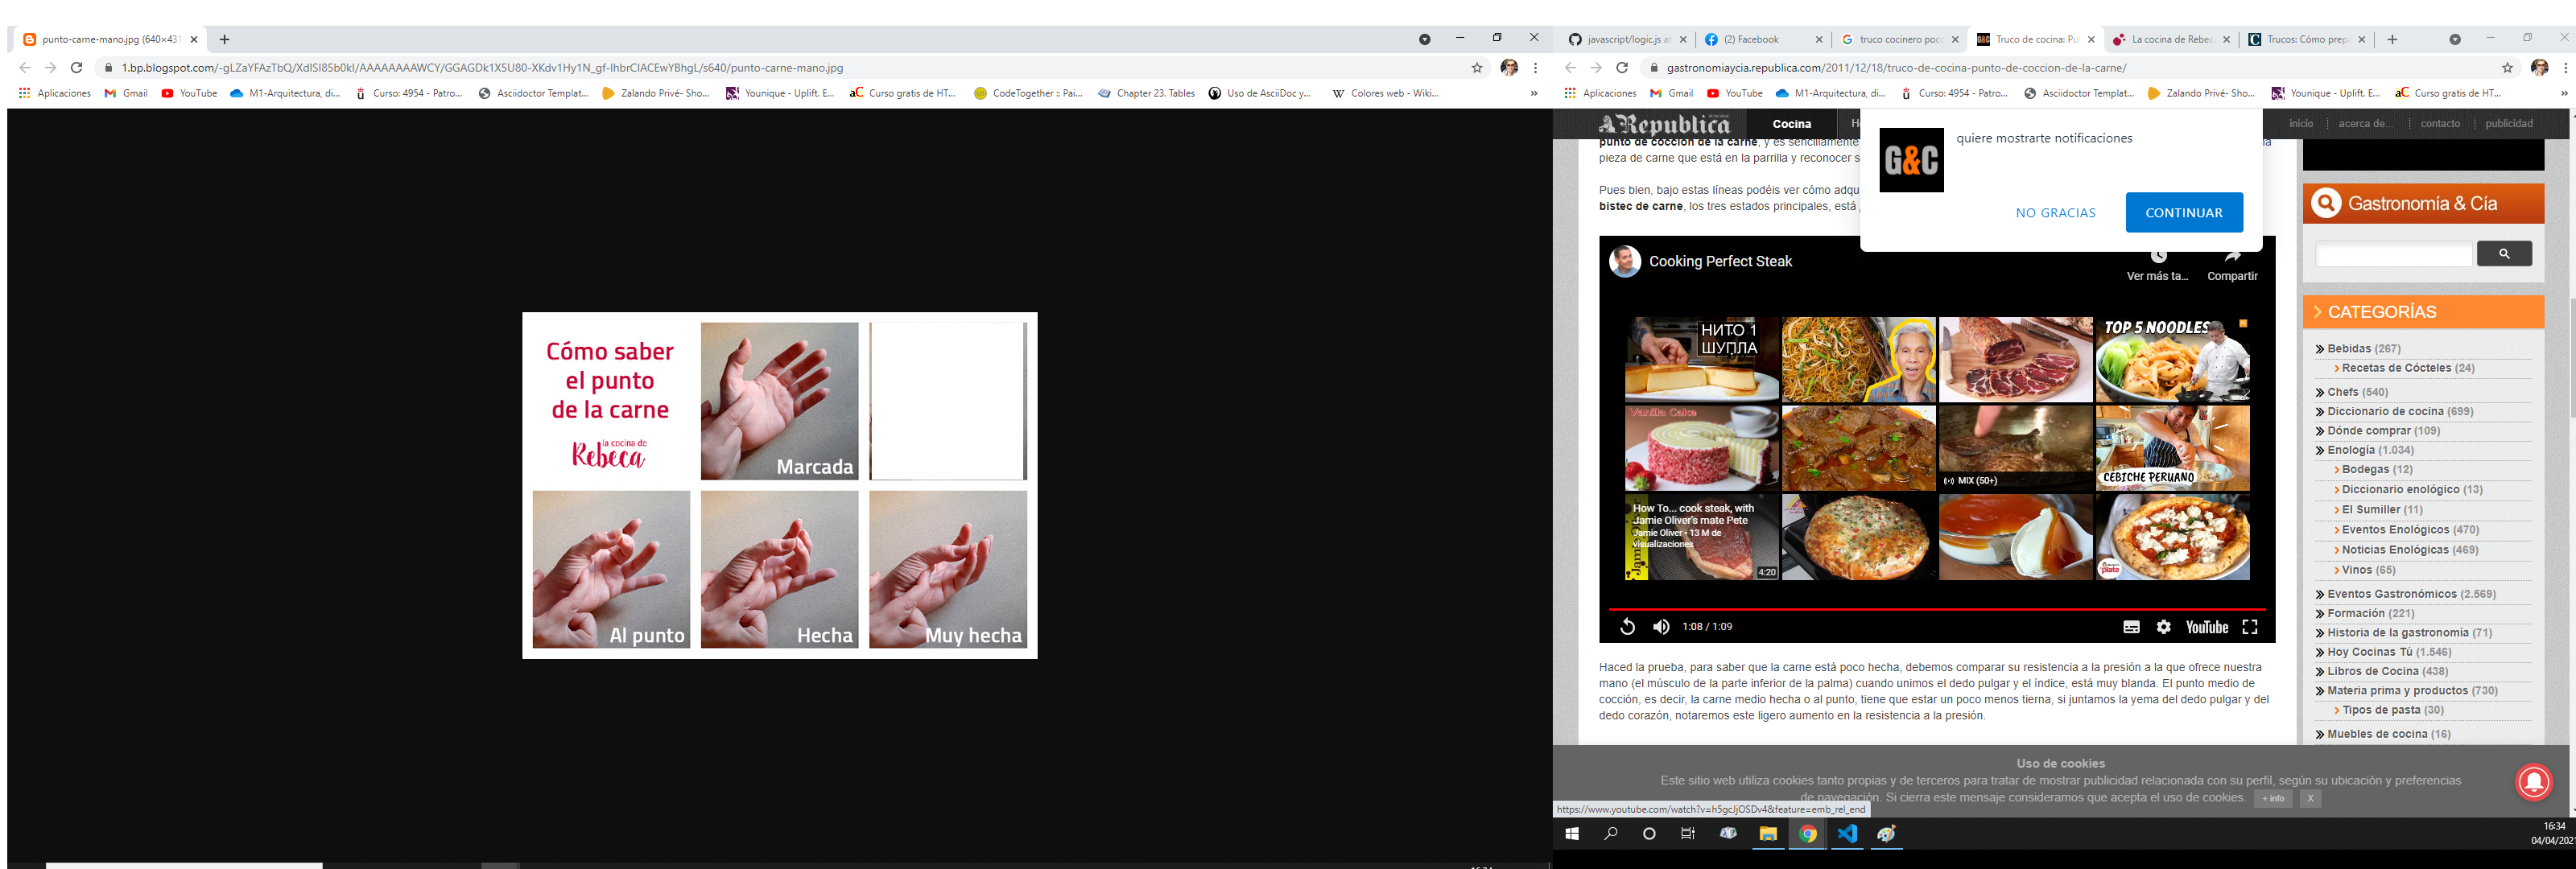 punto-carne-mano.jpg (640×431
1.bp.blogspot.com/-gLZaYFAzTbQ/XdISI85b0kI/AAAAAAAAWCY/GGAGDk1X5U80-XKdv1Hy1N_gf-IhbrCIACEwYBhgL/s640/punto-carne-mano.jpg
Aplicaciones Gmail YouTube M1-Arquitectura, di... Curso: 4954 - Patro... Asciidoctor Templat... Zalando Privé- Sho... Younique - Uplift. E... Curso gratis de HT... CodeTogether :: Pai... Chapter 23. Tables Uso de AsciiDoc y... Colores web - Wiki... »
Cómo saber
el punto
de la carne
la cocina de
Rebeca
Marcada
Al punto
Hecha
Muy hecha
javascript/logic.js at
(2) Facebook
truco cocinero poco
Truco de cocina: Pu
La cocina de Rebec
Trucos: Cómo prep
gastronomiaycia.republica.com/2011/12/18/truco-de-cocina-punto-de-coccion-de-la-carne/
Aplicaciones Gmail YouTube M1-Arquitectura, di... Curso: 4954 - Patro... Asciidoctor Templat... Zalando Privé- Sho... Younique - Uplift. E... Curso gratis de HT... »
La Republica
Cocina
inicio | acerca de... | contacto | publicidad
G&C
quiere mostrarte notificaciones
NO GRACIAS
CONTINUAR
punto de cocción de la carne, y es sencillamente
la
pieza de carne que está en la parrilla y reconocer s
Pues bien, bajo estas líneas podéis ver cómo adqu
bistec de carne, los tres estados principales, está
Cooking Perfect Steak
Ver más ta...
Compartir
НИТО 1
ШУПЛА
TOP 5 NOODLES
Vanilla Cake
MIX (50+)
CEBICHE PERUANO
How To... cook steak, with
Jamie Oliver's mate Pete
Jamie Oliver • 13 M de
visualizaciones
4:20
plate
1:08 / 1:09
YouTube
Haced la prueba, para saber que la carne está poco hecha, debemos comparar su resistencia a la presión a la que ofrece nuestra
mano (el músculo de la parte inferior de la palma) cuando unimos el dedo pulgar y el índice, está muy blanda. El punto medio de
cocción, es decir, la carne medio hecha o al punto, tiene que estar un poco menos tierna, si juntamos la yema del dedo pulgar y del
dedo corazón, notaremos este ligero aumento en la resistencia a la presión.
Gastronomía & Cía
CATEGORÍAS
Bebidas (267)
Recetas de Cócteles (24)
Chefs (540)
Diccionario de cocina (699)
Dónde comprar (109)
Enología (1.034)
Bodegas (12)
Diccionario enológico (13)
El Sumiller (11)
Eventos Enológicos (470)
Noticias Enológicas (469)
Vinos (65)
Eventos Gastronómicos (2.569)
Formación (221)
Historia de la gastronomía (71)
Hoy Cocinas Tú (1.546)
Libros de Cocina (438)
Materia prima y productos (730)
Tipos de pasta (30)
Muebles de cocina (16)
Uso de cookies
Este sitio web utiliza cookies tanto propias y de terceros para tratar de mostrar publicidad relacionada con su perfil, según su ubicación y preferencias
de navegación. Si cierra este mensaje consideramos que acepta el uso de cookies. + info X
https://www.youtube.com/watch?v=h5gcJjOSDv4&feature=emb_rel_end
16:34
04/04/2021